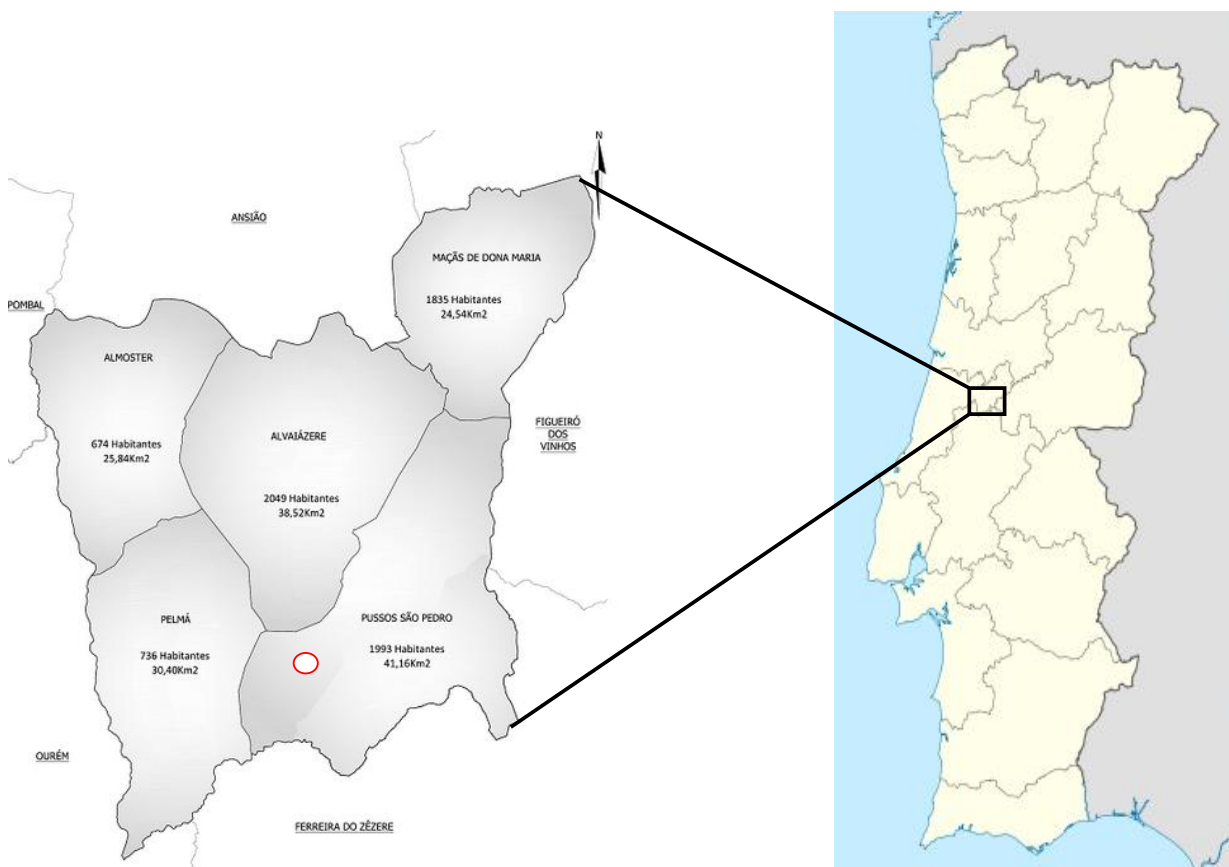 N
ANSIÃO
MAÇÃS DE DONA MARIA
1835 Habitantes
24,54Km2
POMBAL
ALMOSTER
674 Habitantes
25,84Km2
ALVAIÁZERE
2049 Habitantes
38,52Km2
FIGUEIRÓ
DOS
VINHOS
PELMÁ
736 Habitantes
30,40Km2
PUSSOS SÃO PEDRO
1993 Habitantes
41,16Km2
OURÉM
FERREIRA DO ZÊZERE